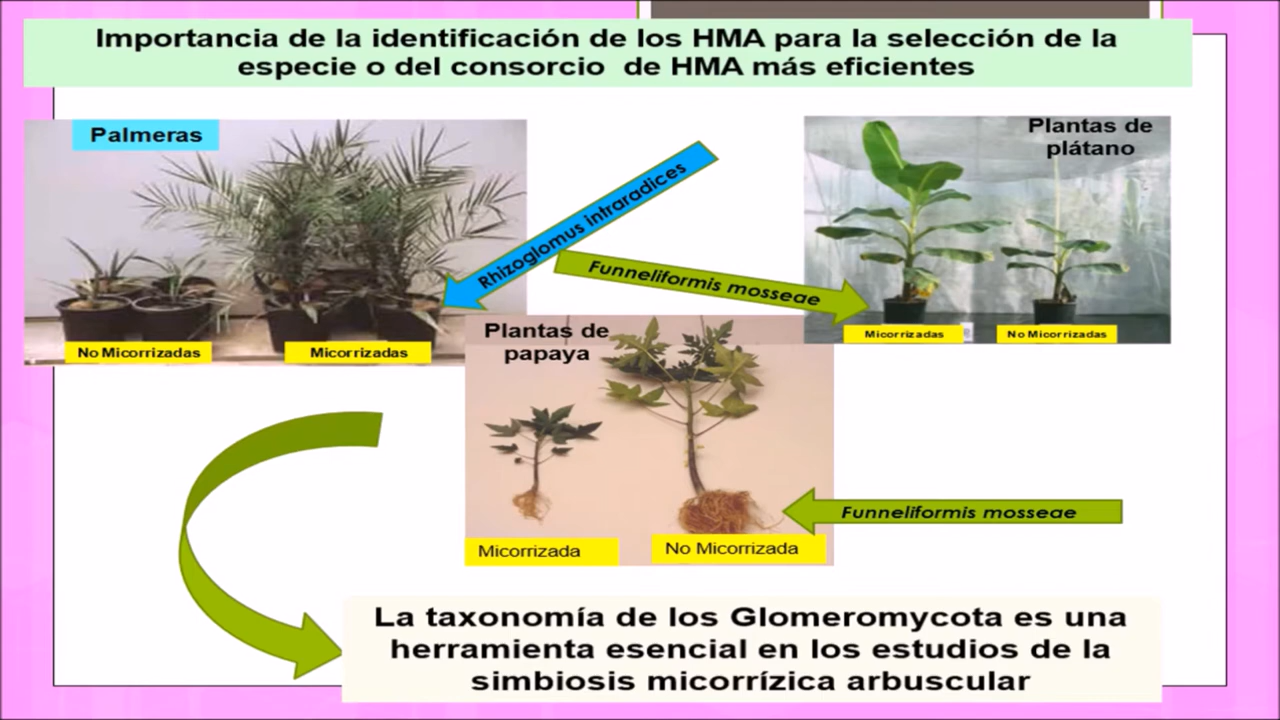 Importancia de la identificación de los HMA para la selección de la
especie o del consorcio de HMA más eficientes
Palmeras
No Micorrizadas
Micorrizadas
Rhizoglomus intraradices
Funneliformis mosseae
Plantas de
plátano
Micorrizadas
No Micorrizadas
Plantas de
papaya
Micorrizada
No Micorrizada
Funneliformis mosseae
La taxonomía de los Glomeromycota es una
herramienta esencial en los estudios de la
simbiosis micorrízica arbuscular